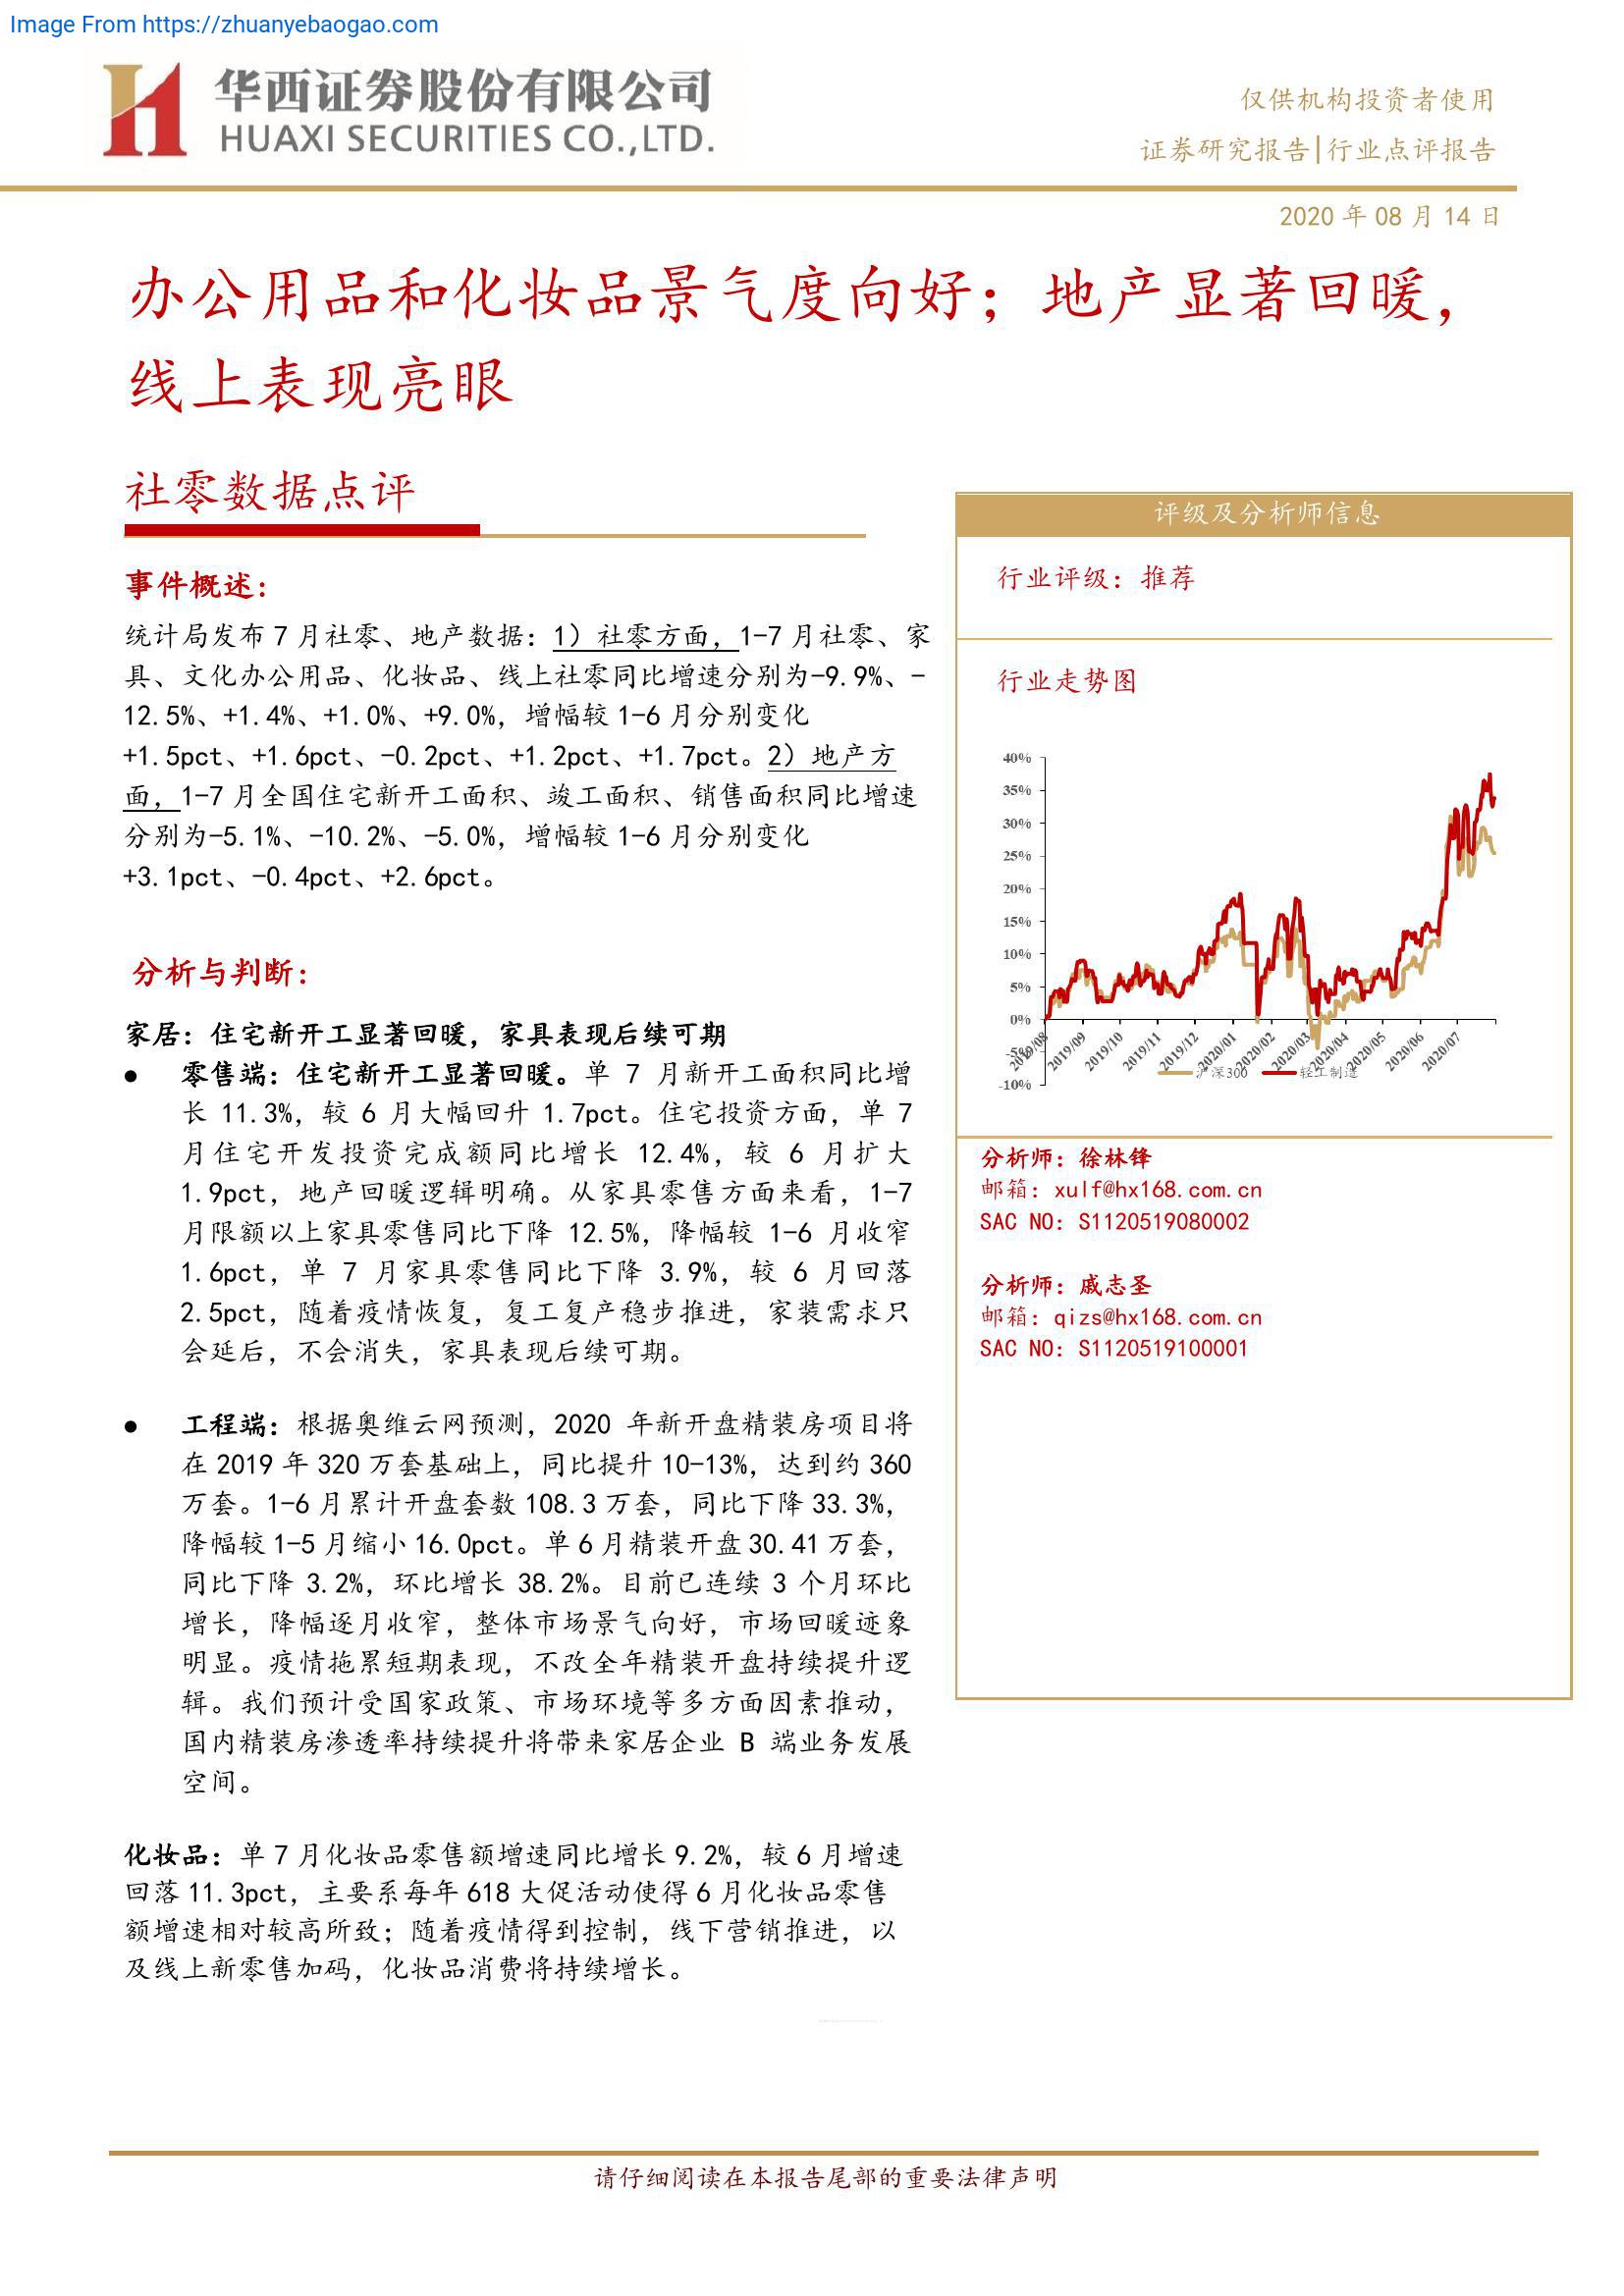 Image From https://zhuanyebaogao.com
华西证券股份有限公司
HUAXI SECURITIES CO.,LTD.
仅供机构投资者使用
证券研究报告|行业点评报告
2020 年 08 月 14 日
办公用品和化妆品景气度向好；地产显著回暖，
线上表现亮眼
社零数据点评
事件概述：
统计局发布 7 月社零、地产数据：1）社零方面，1-7 月社零、家
具、文化办公用品、化妆品、线上社零同比增速分别为-9.9%、-
12.5%、+1.4%、+1.0%、+9.0%，增幅较 1-6 月分别变化
+1.5pct、+1.6pct、-0.2pct、+1.2pct、+1.7pct。2）地产方
面，1-7 月全国住宅新开工面积、竣工面积、销售面积同比增速
分别为-5.1%、-10.2%、-5.0%，增幅较 1-6 月分别变化
+3.1pct、-0.4pct、+2.6pct。
分析与判断：
家居：住宅新开工显著回暖，家具表现后续可期
● 零售端：住宅新开工显著回暖。单 7 月新开工面积同比增
长 11.3%，较 6 月大幅回升 1.7pct。住宅投资方面，单 7
月住宅开发投资完成额同比增长 12.4%，较 6 月扩大
1.9pct，地产回暖逻辑明确。从家具零售方面来看，1-7
月限额以上家具零售同比下降 12.5%，降幅较 1-6 月收窄
1.6pct，单 7 月家具零售同比下降 3.9%，较 6 月回落
2.5pct，随着疫情恢复，复工复产稳步推进，家装需求只
会延后，不会消失，家具表现后续可期。
● 工程端：根据奥维云网预测，2020 年新开盘精装房项目将
在 2019 年 320 万套基础上，同比提升 10-13%，达到约 360
万套。1-6 月累计开盘套数 108.3 万套，同比下降 33.3%，
降幅较 1-5 月缩小 16.0pct。单 6 月精装开盘 30.41 万套，
同比下降 3.2%，环比增长 38.2%。目前已连续 3 个月环比
增长，降幅逐月收窄，整体市场景气向好，市场回暖迹象
明显。疫情拖累短期表现，不改全年精装开盘持续提升逻
辑。我们预计受国家政策、市场环境等多方面因素推动，
国内精装房渗透率持续提升将带来家居企业 B 端业务发展
空间。
化妆品：单 7 月化妆品零售额增速同比增长 9.2%，较 6 月增速
回落 11.3pct，主要系每年 618 大促活动使得 6 月化妆品零售
额增速相对较高所致；随着疫情得到控制，线下营销推进，以
及线上新零售加码，化妆品消费将持续增长。
评级及分析师信息
行业评级：推荐
行业走势图
40%
35%
30%
25%
20%
15%
10%
5%
0%
-5%
-10%
2019/08
2019/09
2019/10
2019/11
2019/12
2020/01
2020/02
2020/03
2020/04
2020/05
2020/06
2020/07
沪深300
轻工制造
分析师：徐林锋
邮箱：xulf@hx168.com.cn
SAC NO：S1120519080002
分析师：戚志圣
邮箱：qizs@hx168.com.cn
SAC NO：S1120519100001
请仔细阅读在本报告尾部的重要法律声明